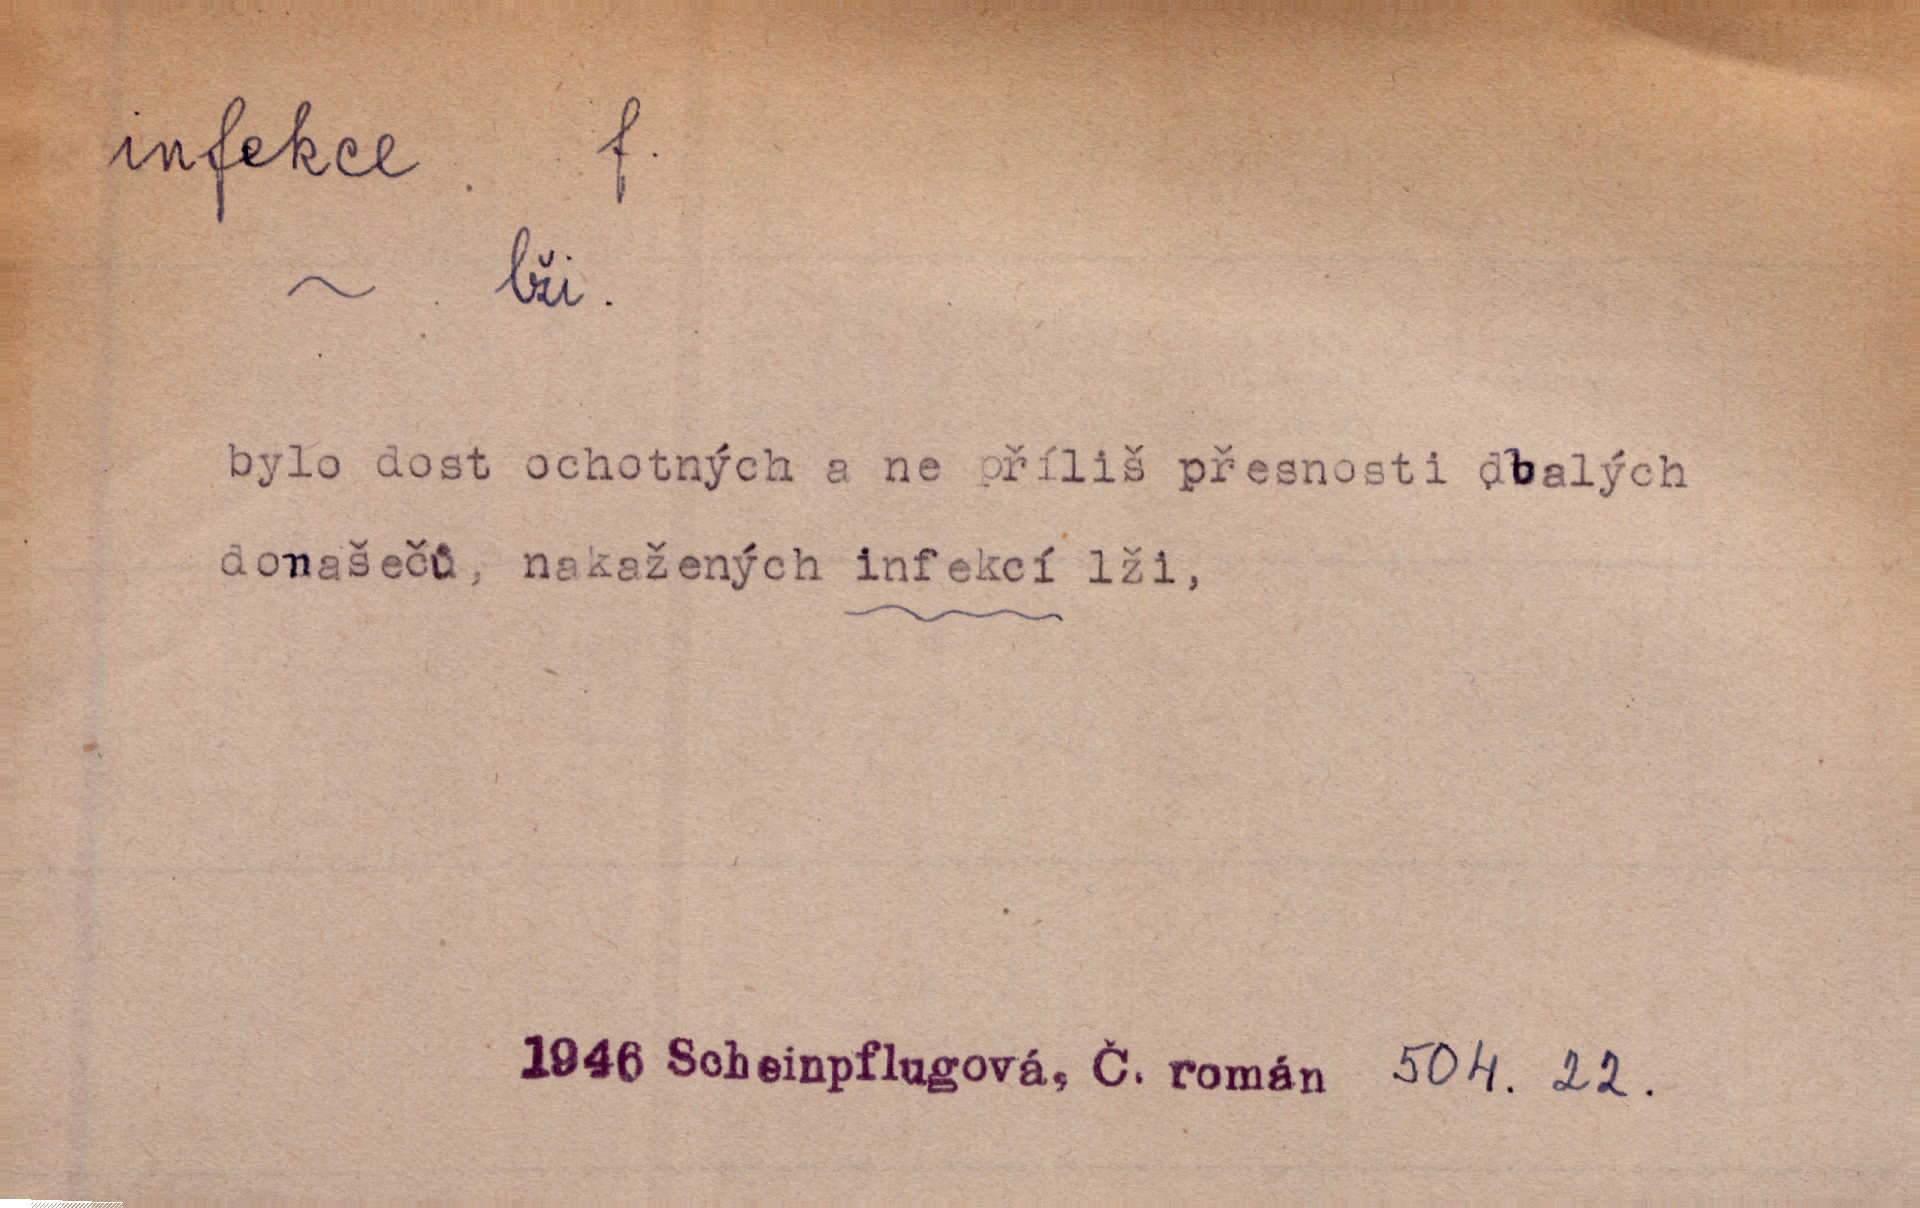 infekce f.
~ lži.
bylo dost ochotných a ne příliš přesnosti dbalých
donašečů, nakažených infekcí lži,
1946 Scheinpflugová, Č. román 504. 22.